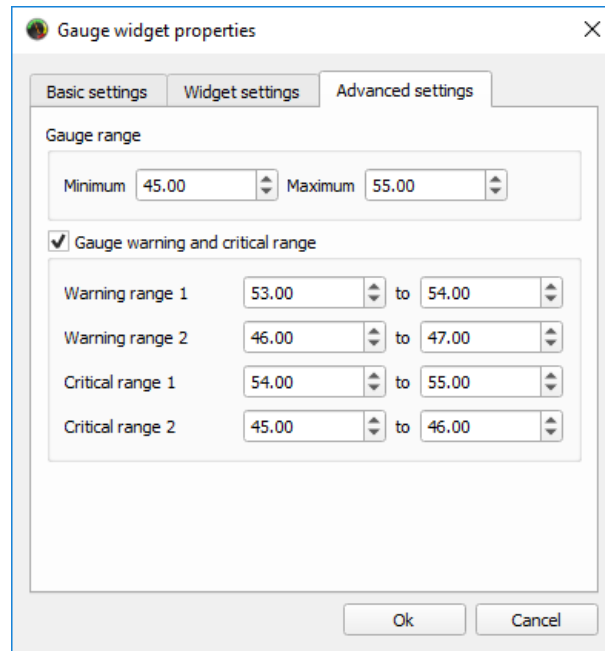 Gauge widget properties
Basic settings Widget settings Advanced settings
Gauge range
Minimum 45.00 Maximum 55.00
Gauge warning and critical range
Warning range 1 53.00 to 54.00
Warning range 2 46.00 to 47.00
Critical range 1 54.00 to 55.00
Critical range 2 45.00 to 46.00
Ok Cancel